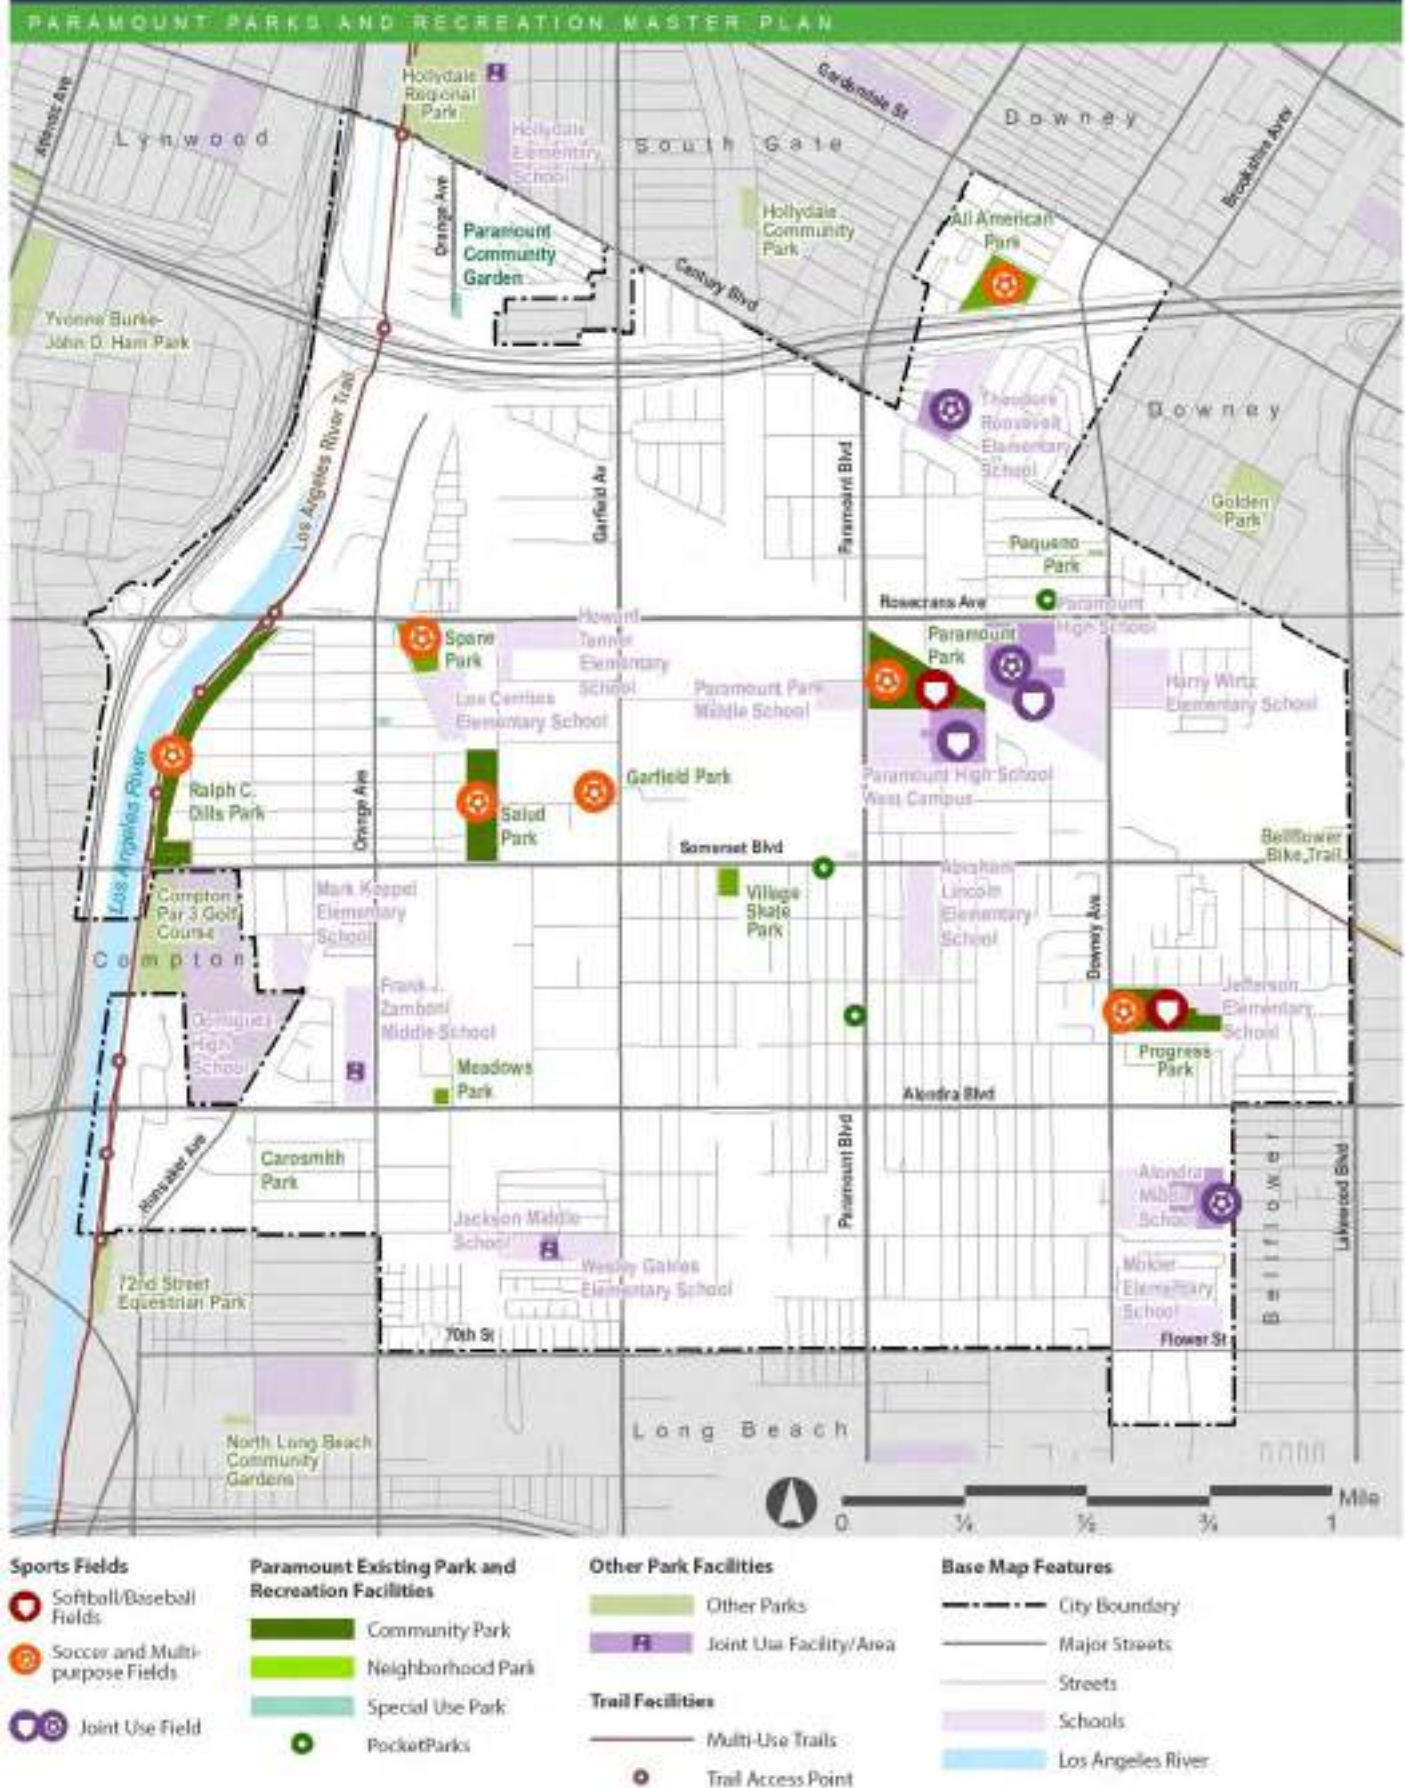 PARAMOUNT PARKS AND RECREATION MASTER PLAN
Hollydale
Regional
Park
Gardendale St
Downey
Atlantic Ave
Lynwood
Hollydale
Elementary
School
South Gate
Brookshire Aves
Orange Ave
Paramount
Community
Garden
Hollydale
Community
Park
All American
Park
Century Blvd
Yvonne Burke-
John D. Ham Park
Los Angeles River Trail
Theodore
Roosevelt
Elementary
School
Downey
Garfield Av
Paramount Blvd
Golden
Park
Paqueno
Park
Rosecrans Ave
Paramount
High School
Howard
Tanner
Elementary
School
Spane
Park
Paramount
Park
Los Cerritos
Elementary School
Paramount Park
Middle School
Harry Wirtz
Elementary School
Los Angeles River
Ralph C.
Dills Park
Orange Ave
Salud
Park
Garfield Park
Paramount High School
West Campus
Somerset Blvd
Bellflower
Bike Trail
Compton
Par 3 Golf
Course
Mark Keppel
Elementary
School
Village
Skate
Park
Abraham
Lincoln
Elementary
School
Compton
Downey Ave
Frank J.
Zamboni
Middle School
Jefferson
Elementary
School
Dominguez
High
School
Meadows
Park
Progress
Park
Alondra Blvd
Hunsaker Ave
Carosmith
Park
Paramount Blvd
Alondra
Middle
School
Bellflower
Lakewood Blvd
Jackson Middle
School
Wesley Gaines
Elementary School
Mokler
Elementary
School
72nd Street
Equestrian Park
70th St
Flower St
Long Beach
North Long Beach
Community
Gardens
Mile
0 ¼ ½ ¾ 1
Sports Fields
Softball/Baseball
Fields
Soccer and Multi-
purpose Fields
Joint Use Field
Paramount Existing Park and
Recreation Facilities
Community Park
Neighborhood Park
Special Use Park
PocketParks
Other Park Facilities
Other Parks
Joint Use Facility/Area
Trail Facilities
Multi-Use Trails
Trail Access Point
Base Map Features
City Boundary
Major Streets
Streets
Schools
Los Angeles River